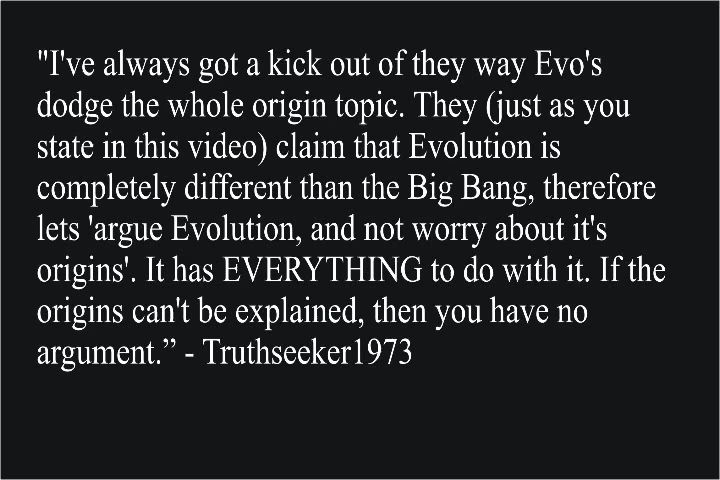 "I've always got a kick out of they way Evo's
dodge the whole origin topic. They (just as you
state in this video) claim that Evolution is
completely different than the Big Bang, therefore
lets 'argue Evolution, and not worry about it's
origins'. It has EVERYTHING to do with it. If the
origins can't be explained, then you have no
argument.” - Truthseeker1973